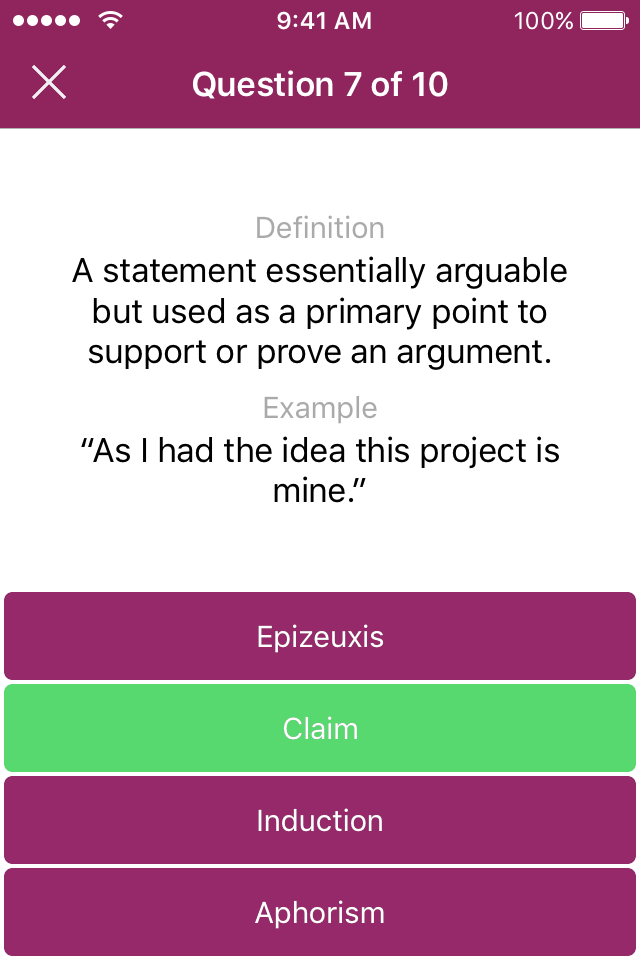 9:41 AM 100%
Question 7 of 10
Definition
A statement essentially arguable
but used as a primary point to
support or prove an argument.
Example
“As I had the idea this project is
mine.”
Epizeuxis
Claim
Induction
Aphorism